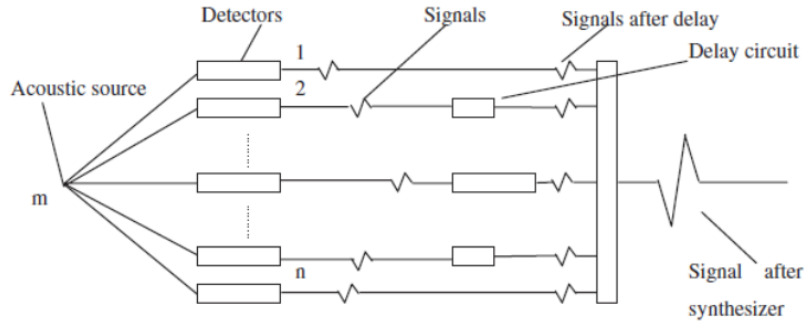 Detectors
Signals
Signals after delay
Delay circuit
Acoustic source
1
2
m
n
Signal after
synthesizer